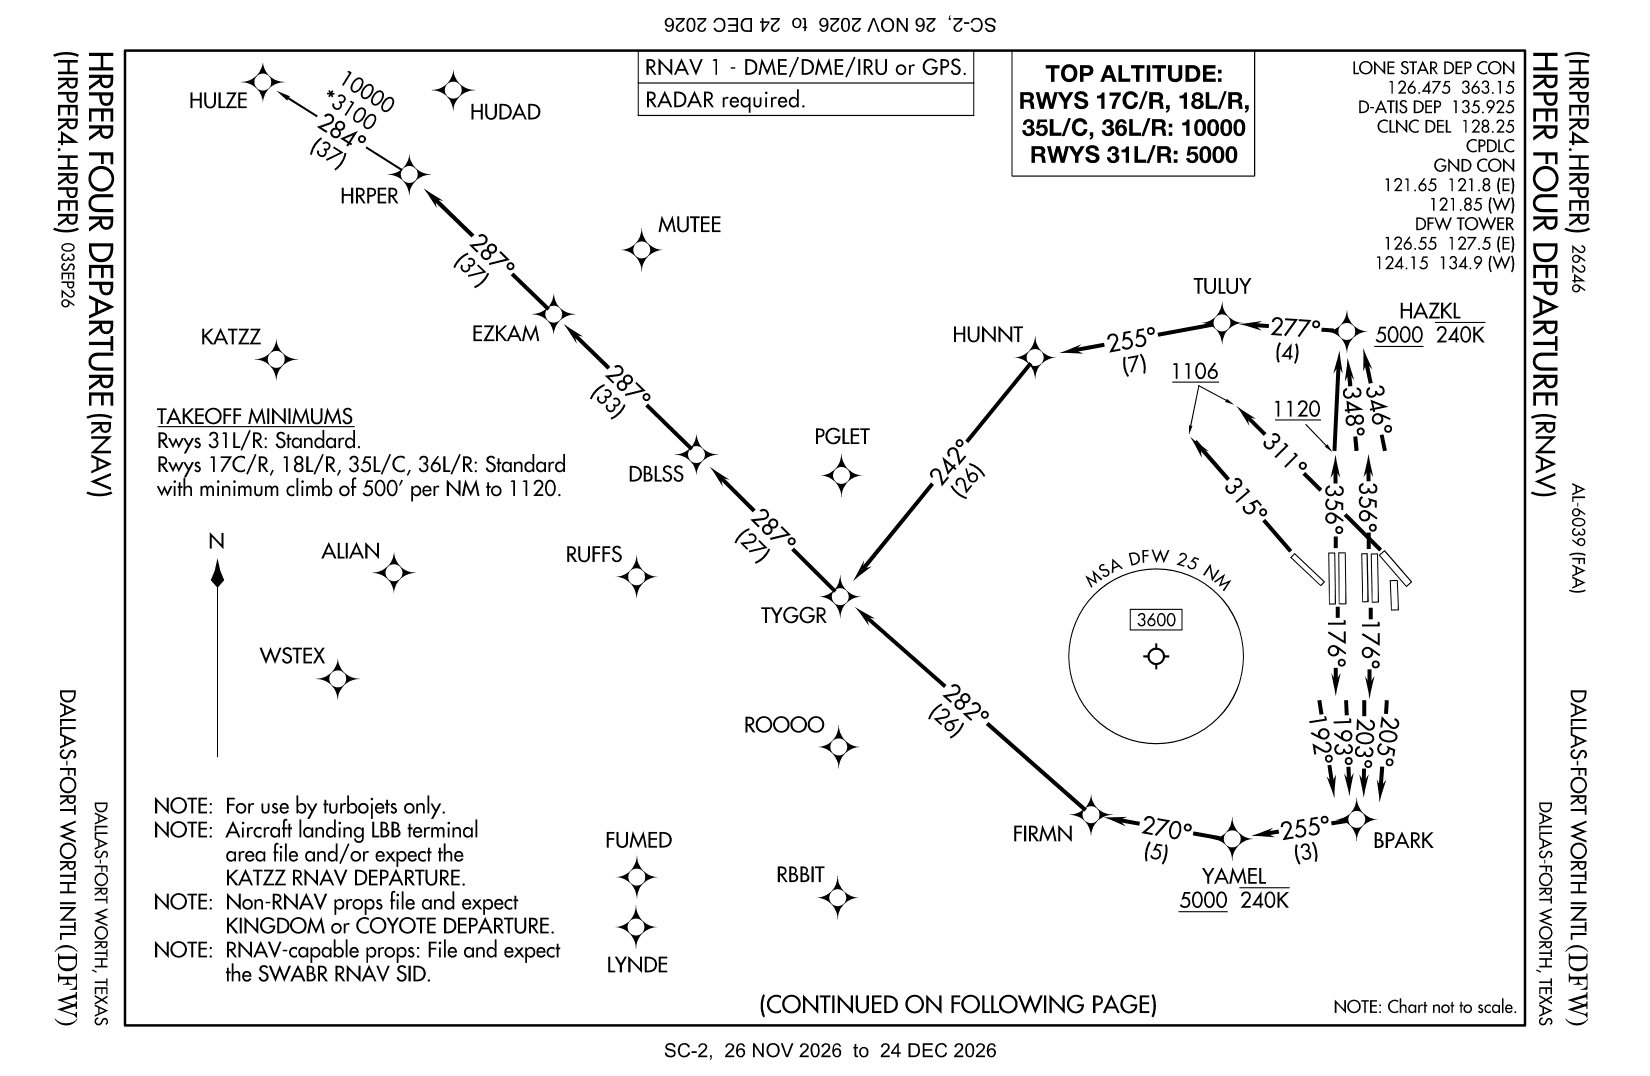 SC-2, 26 NOV 2026 to 24 DEC 2026
(HRPER4.HRPER) 03SEP26
HRPER FOUR DEPARTURE (RNAV)
DALLAS-FORT WORTH INTL (DFW)
DALLAS-FORT WORTH, TEXAS
RNAV 1 - DME/DME/IRU or GPS.
RADAR required.
TOP ALTITUDE:
RWYS 17C/R, 18L/R,
35L/C, 36L/R: 10000
RWYS 31L/R: 5000
LONE STAR DEP CON
126.475 363.15
D-ATIS DEP 135.925
CLNC DEL 128.25
CPDLC
GND CON
121.65 121.8 (E)
121.85 (W)
DFW TOWER
126.55 127.5 (E)
124.15 134.9 (W)
HULZE
10000
*3100
284°
(37)
HUDAD
HRPER
287°
(37)
MUTEE
EZKAM
KATZZ
287°
(33)
DBLSS
TULUY
HAZKL
5000 240K
277°
(4)
HUNNT
255°
(7)
1106
1120
348°
346°
311°
315°
356°
356°
242°
(26)
PGLET
TAKEOFF MINIMUMS
Rwys 31L/R: Standard.
Rwys 17C/R, 18L/R, 35L/C, 36L/R: Standard
with minimum climb of 500′ per NM to 1120.
N
ALIAN
RUFFS
287°
(27)
TYGGR
WSTEX
MSA DFW 25 NM
3600
176°
176°
192°
193°
203°
205°
282°
(26)
ROOOO
FIRMN
270°
(5)
YAMEL
5000 240K
255°
(3)
BPARK
RBBIT
FUMED
LYNDE
NOTE: For use by turbojets only.
NOTE: Aircraft landing LBB terminal
area file and/or expect the
KATZZ RNAV DEPARTURE.
NOTE: Non-RNAV props file and expect
KINGDOM or COYOTE DEPARTURE.
NOTE: RNAV-capable props: File and expect
the SWABR RNAV SID.
(CONTINUED ON FOLLOWING PAGE)
NOTE: Chart not to scale.
HRPER FOUR DEPARTURE (RNAV)
(HRPER4.HRPER) 26246
AL-6039 (FAA)
DALLAS-FORT WORTH, TEXAS
DALLAS-FORT WORTH INTL (DFW)
SC-2, 26 NOV 2026 to 24 DEC 2026